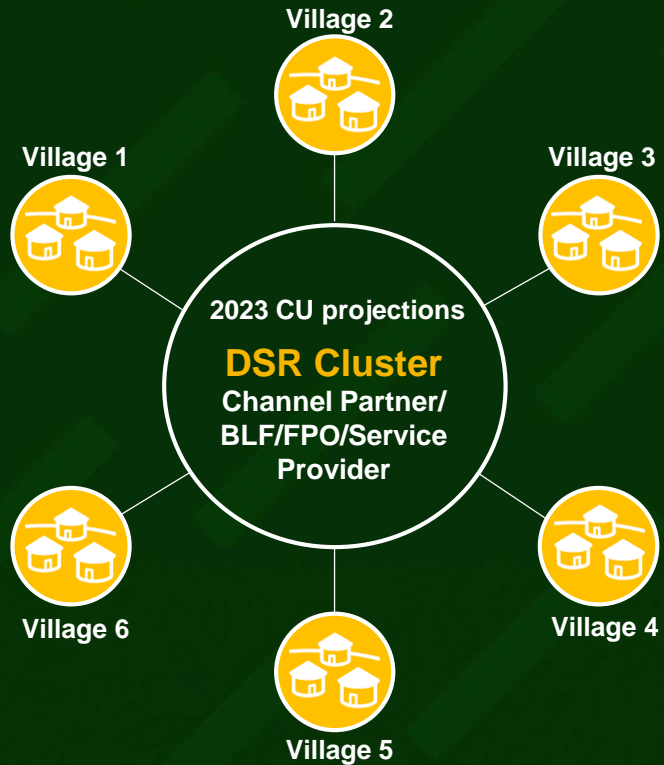 Village 2
Village 1
Village 3
2023 CU projections
DSR Cluster
Channel Partner/
BLF/FPO/Service
Provider
Village 6
Village 4
Village 5